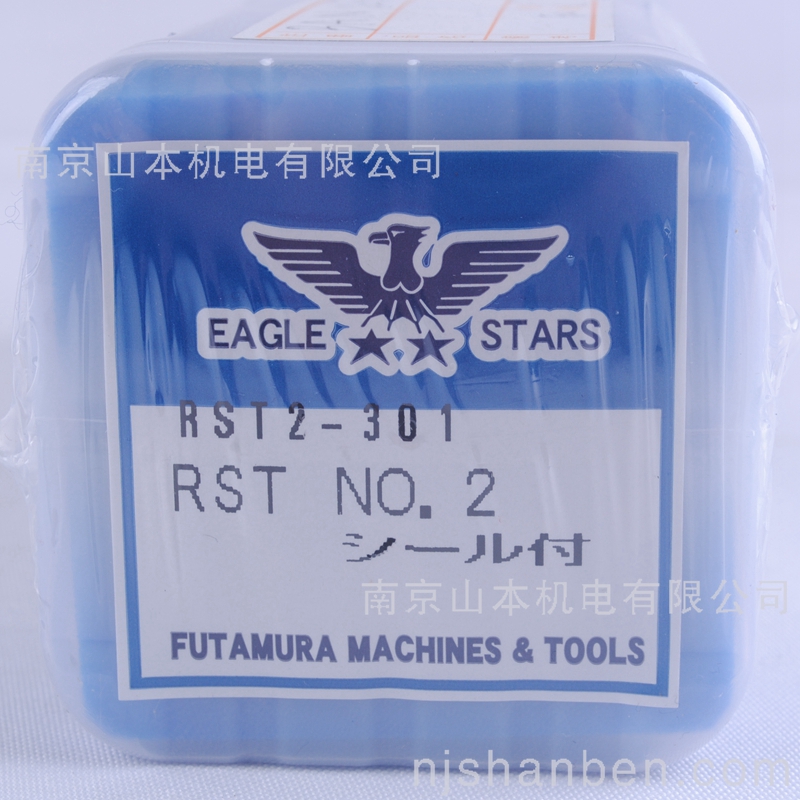 南京山本机电有限公司
EAGLE STARS
RST2-301
RST NO.2
シール付
南京山本机电有限公司
FUTAMURA MACHINES & TOOLS
njshanben.com